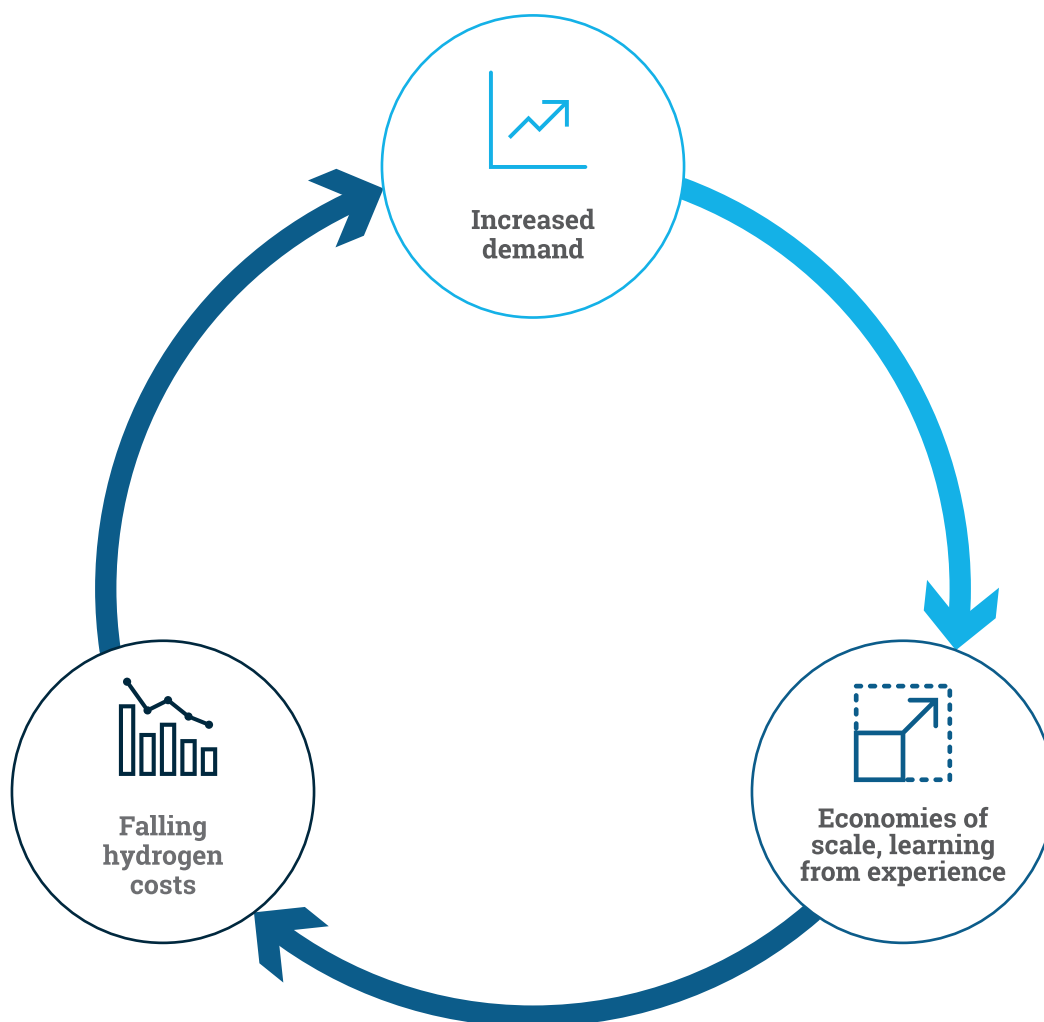 Increased
demand
Economies of
scale, learning
from experience
Falling
hydrogen
costs